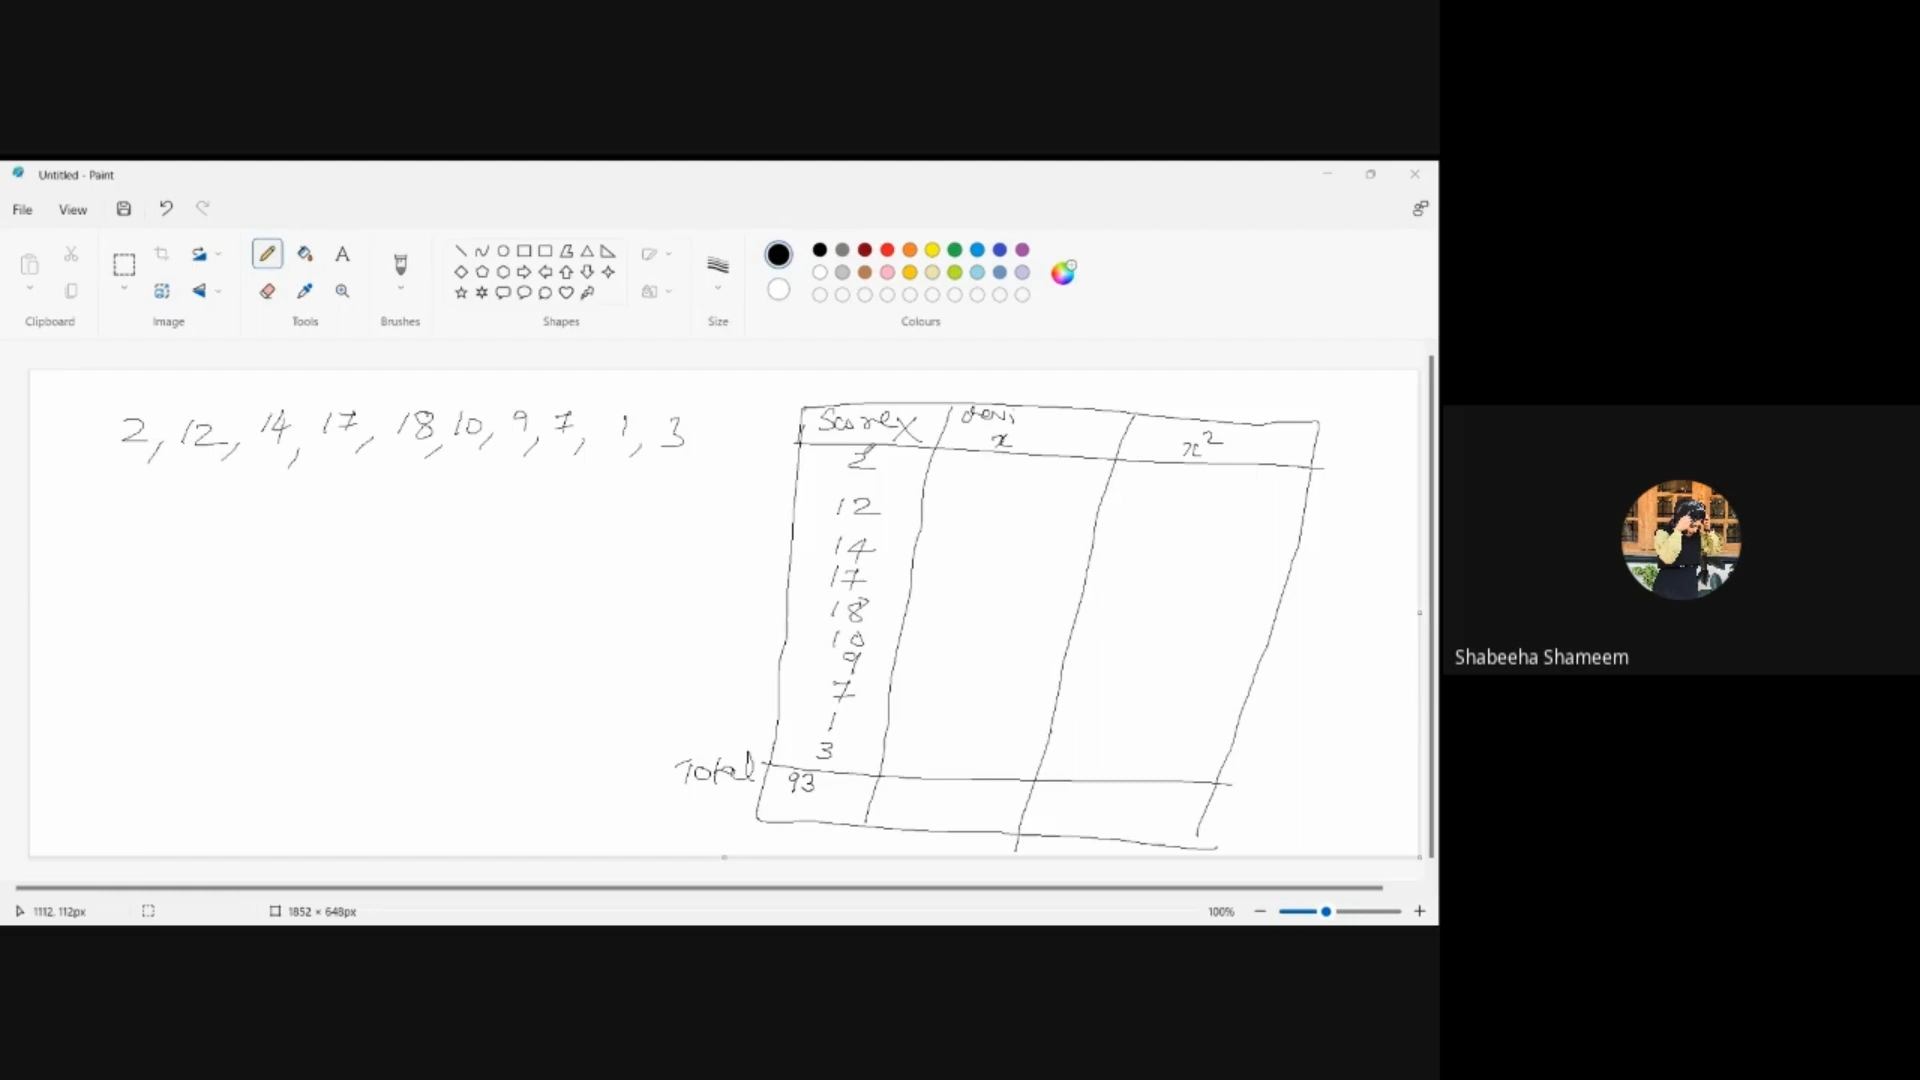 Untitled - Paint
File View
Clipboard Image Tools Brushes Shapes Size Colours
2, 12, 14, 17, 18, 10, 9, 7, 1, 3
Score X devi x x²
2
12
14
17
18
10
9
7
1
3
Total 93
Shabeeha Shameem
1112, 112px 1852 × 648px 100%